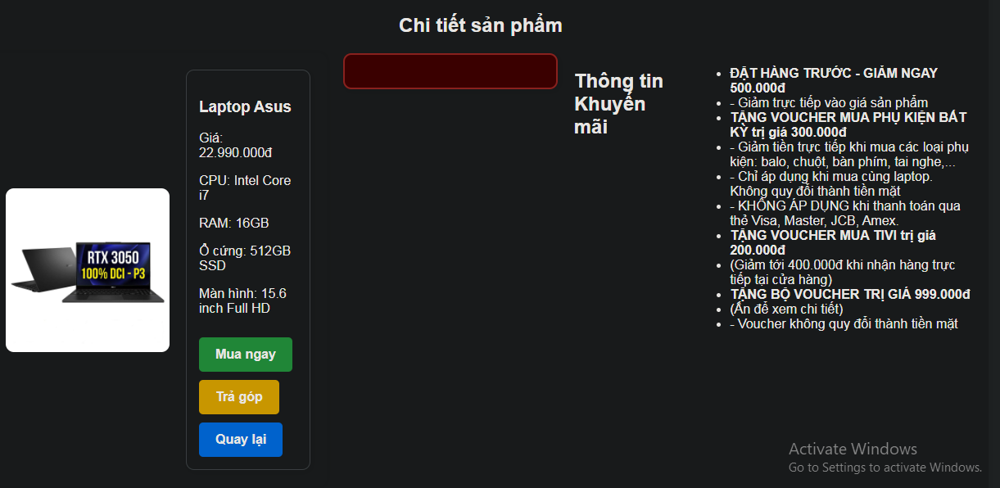 Chi tiết sản phẩm
RTX 3050
100% DCI - P3
Laptop Asus
Giá:
22.990.000đ
CPU: Intel Core
i7
RAM: 16GB
Ổ cứng: 512GB
SSD
Màn hình: 15.6
inch Full HD
Mua ngay
Trả góp
Quay lại
Thông tin
Khuyến
mãi
ĐẶT HÀNG TRƯỚC - GIẢM NGAY
500.000đ
- Giảm trực tiếp vào giá sản phẩm
TẶNG VOUCHER MUA PHỤ KIỆN BẤT
KỲ trị giá 300.000đ
- Giảm tiền trực tiếp khi mua các loại phụ
kiện: balo, chuột, bàn phím, tai nghe,...
- Chỉ áp dụng khi mua cùng laptop.
Không quy đổi thành tiền mặt
- KHÔNG ÁP DỤNG khi thanh toán qua
thẻ Visa, Master, JCB, Amex.
TẶNG VOUCHER MUA TIVI trị giá
200.000đ
(Giảm tới 400.000đ khi nhận hàng trực
tiếp tại cửa hàng)
TẶNG BỘ VOUCHER TRỊ GIÁ 999.000đ
(Ấn để xem chi tiết)
- Voucher không quy đổi thành tiền mặt
Activate Windows
Go to Settings to activate Windows.